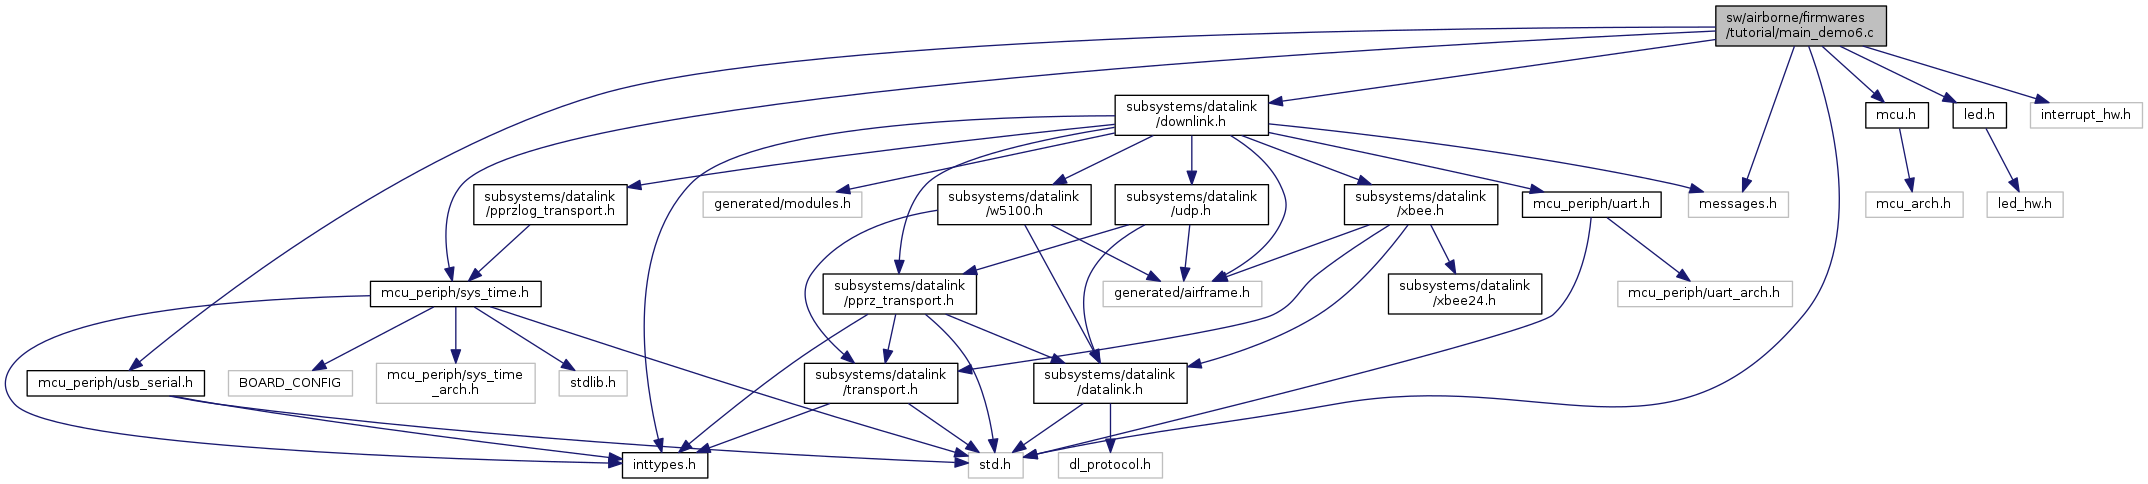 sw/airborne/firmwares
/tutorial/main_demo6.c
subsystems/datalink
/downlink.h
mcu.h
led.h
interrupt_hw.h
subsystems/datalink
/pprzlog_transport.h
generated/modules.h
subsystems/datalink
/w5100.h
subsystems/datalink
/udp.h
subsystems/datalink
/xbee.h
mcu_periph/uart.h
messages.h
mcu_arch.h
led_hw.h
mcu_periph/sys_time.h
subsystems/datalink
/pprz_transport.h
generated/airframe.h
subsystems/datalink
/xbee24.h
mcu_periph/uart_arch.h
mcu_periph/usb_serial.h
BOARD_CONFIG
mcu_periph/sys_time
_arch.h
stdlib.h
subsystems/datalink
/transport.h
subsystems/datalink
/datalink.h
inttypes.h
std.h
dl_protocol.h